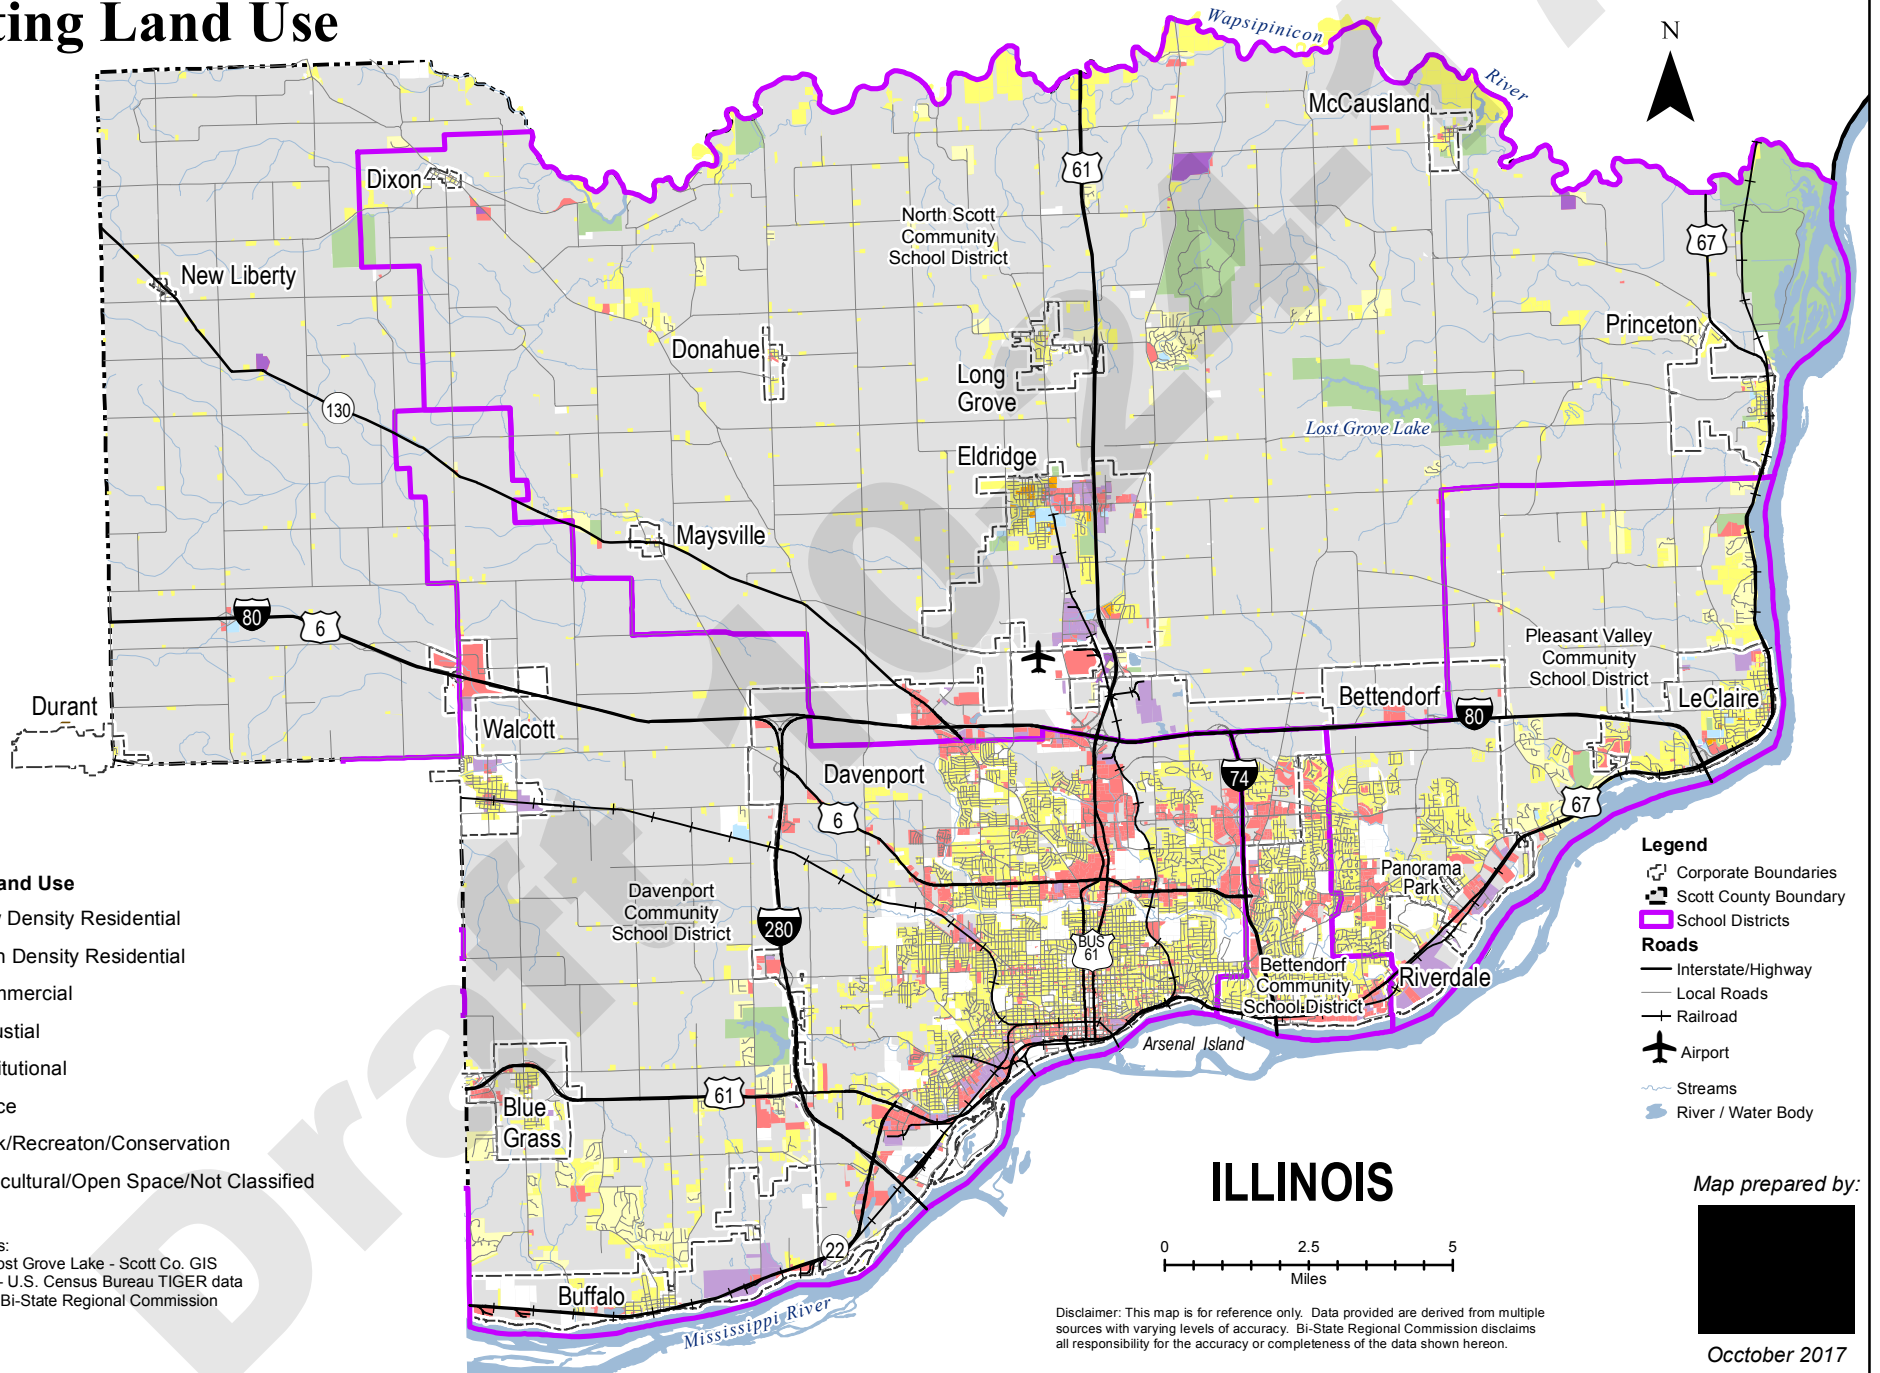 ting Land Use
Wapsipinicon
River
N
McCausland
61
Dixon
North Scott
Community
School District
67
New Liberty
Princeton
Donahue
Long
Grove
130
Lost Grove Lake
Eldridge
Maysville
80
6
Pleasant Valley
Community
School District
Durant
Bettendorf
LeClaire
80
Walcott
Davenport
74
6
67
Legend
Corporate Boundaries
Scott County Boundary
School Districts
Roads
Interstate/Highway
Local Roads
Railroad
Airport
Streams
River / Water Body
Panorama
Park
Davenport
Community
School District
280
BUS
61
Bettendorf
Community
School District
Riverdale
Arsenal Island
and Use
Density Residential
Density Residential
mmercial
ustial
itutional
ce
k/Recreaton/Conservation
icultural/Open Space/Not Classified
61
Blue
Grass
ILLINOIS
Map prepared by:
22
s:
ost Grove Lake - Scott Co. GIS
- U.S. Census Bureau TIGER data
Bi-State Regional Commission
Buffalo
Mississippi River
0 2.5 5
Miles
Disclaimer: This map is for reference only. Data provided are derived from multiple
sources with varying levels of accuracy. Bi-State Regional Commission disclaims
all responsibility for the accuracy or completeness of the data shown hereon.
Occtober 2017
Draft 10-24-17